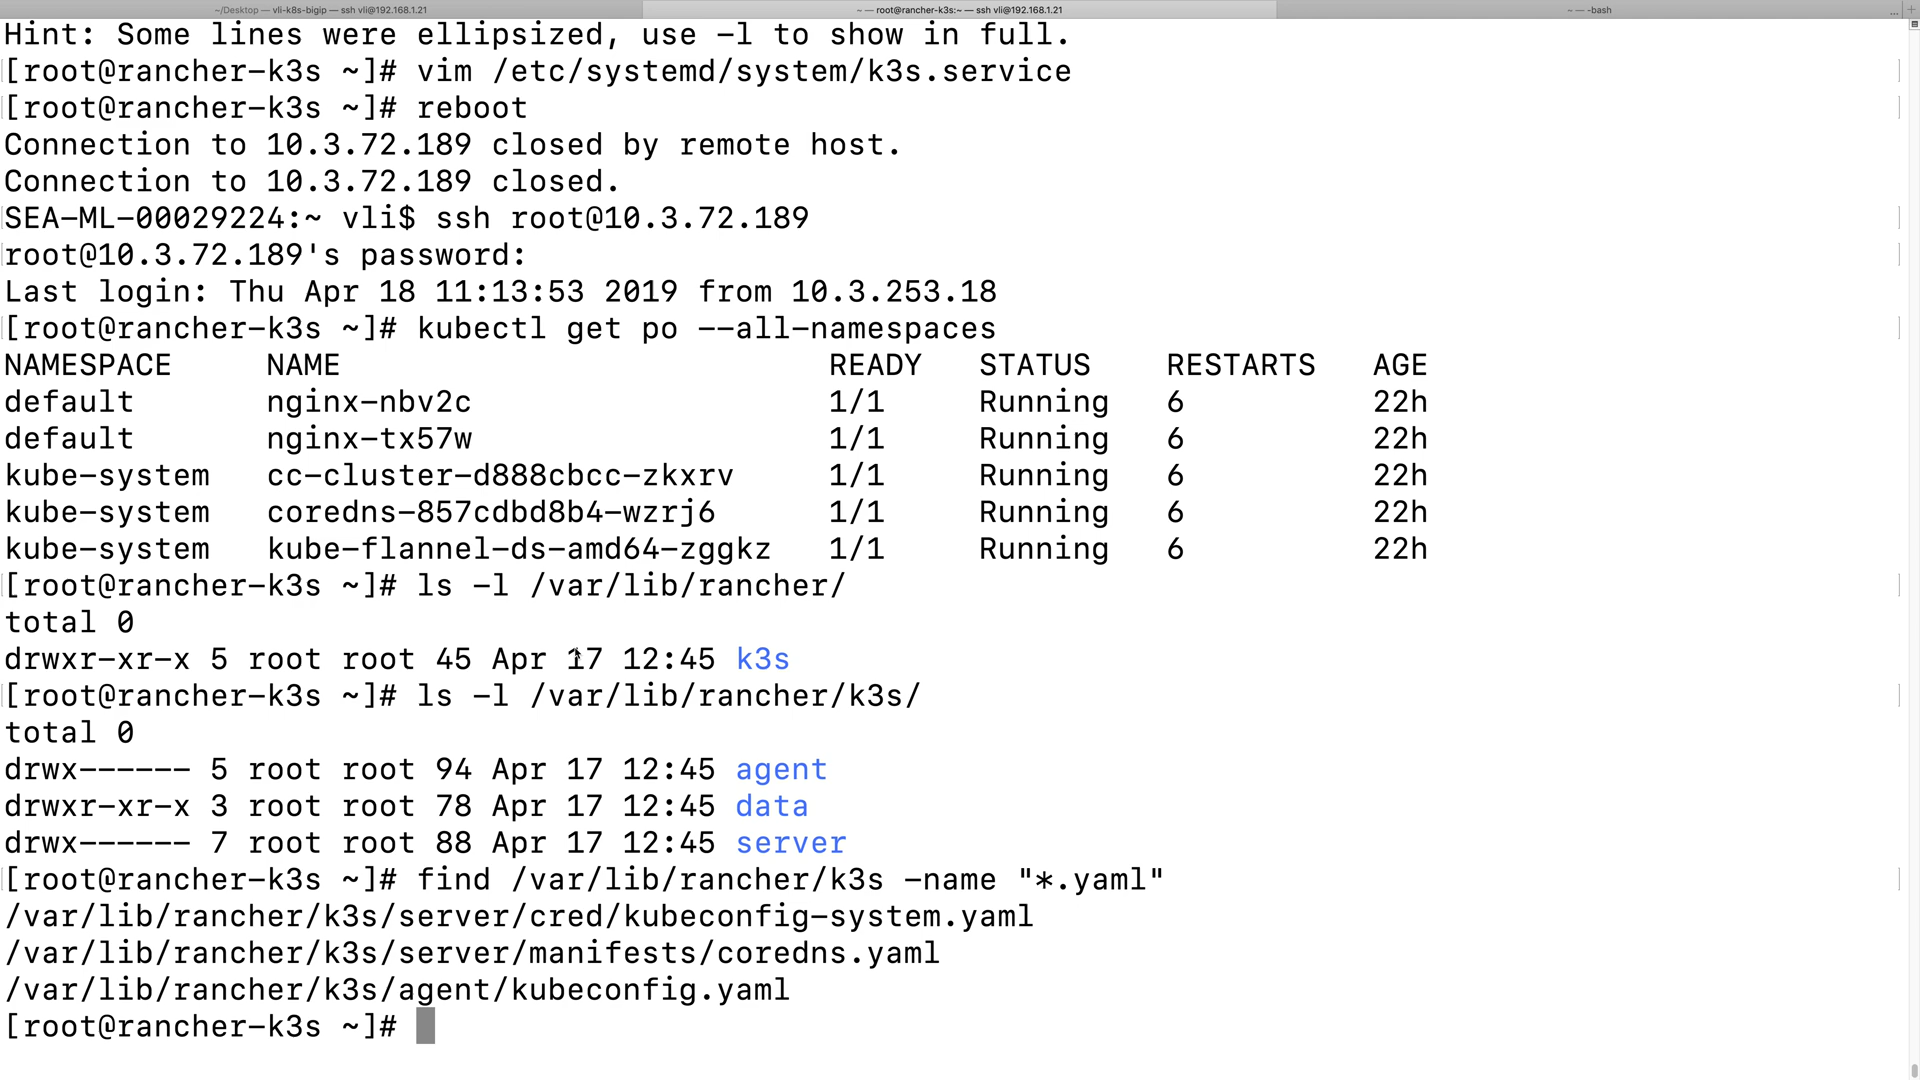 ~/Desktop — vli-k8s-bigip — ssh vli@192.168.1.21
~ — root@rancher-k3s:~ — ssh vli@192.168.1.21
~ — -bash
Hint: Some lines were ellipsized, use -l to show in full.
[root@rancher-k3s ~]# vim /etc/systemd/system/k3s.service
[root@rancher-k3s ~]# reboot
Connection to 10.3.72.189 closed by remote host.
Connection to 10.3.72.189 closed.
SEA-ML-00029224:~ vli$ ssh root@10.3.72.189
root@10.3.72.189's password:
Last login: Thu Apr 18 11:13:53 2019 from 10.3.253.18
[root@rancher-k3s ~]# kubectl get po --all-namespaces
NAMESPACE NAME READY STATUS RESTARTS AGE
default nginx-nbv2c 1/1 Running 6 22h
default nginx-tx57w 1/1 Running 6 22h
kube-system cc-cluster-d888cbcc-zkxrv 1/1 Running 6 22h
kube-system coredns-857cdbd8b4-wzrj6 1/1 Running 6 22h
kube-system kube-flannel-ds-amd64-zggkz 1/1 Running 6 22h
[root@rancher-k3s ~]# ls -l /var/lib/rancher/
total 0
drwxr-xr-x 5 root root 45 Apr 17 12:45 k3s
[root@rancher-k3s ~]# ls -l /var/lib/rancher/k3s/
total 0
drwx------ 5 root root 94 Apr 17 12:45 agent
drwxr-xr-x 3 root root 78 Apr 17 12:45 data
drwx------ 7 root root 88 Apr 17 12:45 server
[root@rancher-k3s ~]# find /var/lib/rancher/k3s -name "*.yaml"
/var/lib/rancher/k3s/server/cred/kubeconfig-system.yaml
/var/lib/rancher/k3s/server/manifests/coredns.yaml
/var/lib/rancher/k3s/agent/kubeconfig.yaml
[root@rancher-k3s ~]#